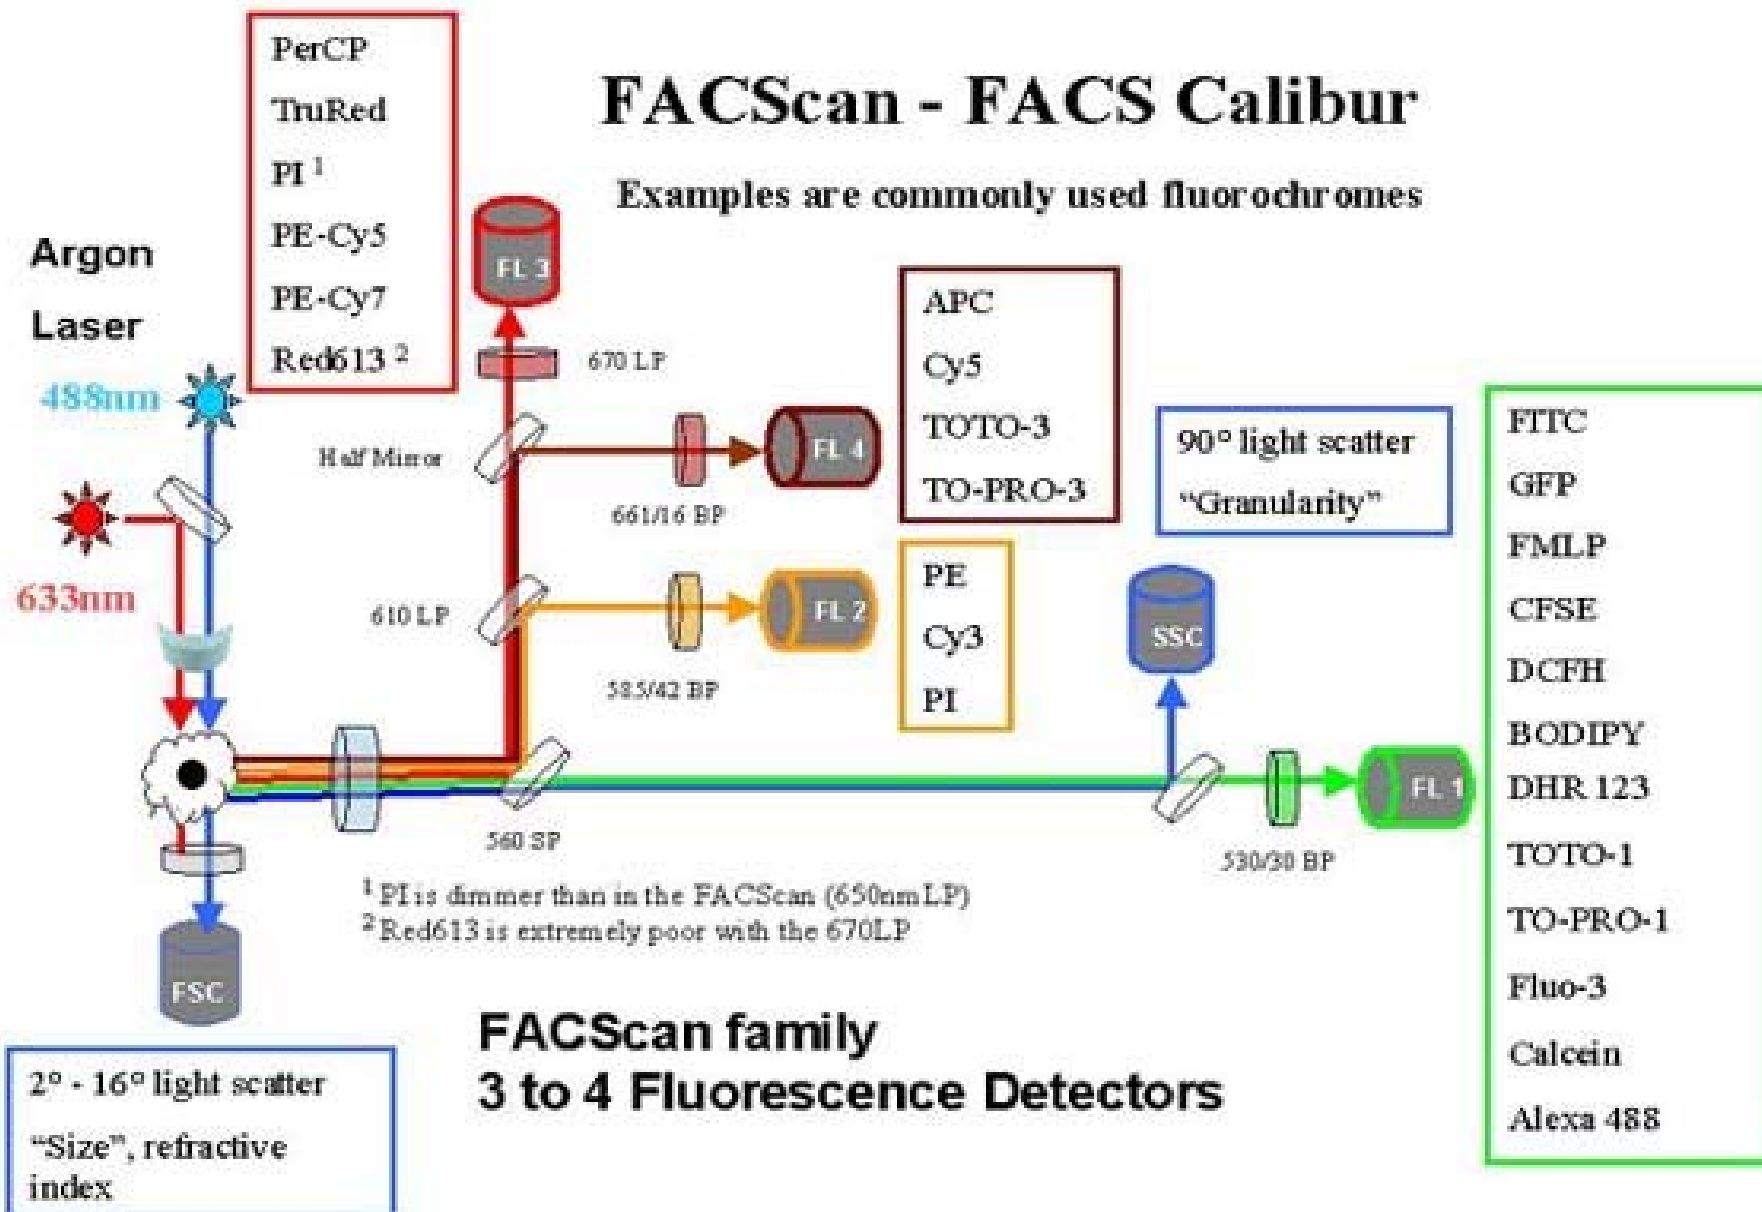 FACScan - FACS Calibur
Examples are commonly used fluorochromes
PerCP
TruRed
PI ¹
PE-Cy5
PE-Cy7
Red613 ²
Argon
Laser
488nm
633nm
FL 3
670 LP
Half Mirror
661/16 BP
FL 4
APC
Cy5
TOTO-3
TO-PRO-3
610 LP
585/42 BP
FL 2
PE
Cy3
PI
90° light scatter
“Granularity”
SSC
560 SP
530/30 BP
FL 1
FITC
GFP
FMLP
CFSE
DCFH
BODIPY
DHR 123
TOTO-1
TO-PRO-1
Fluo-3
Calcein
Alexa 488
¹ PI is dimmer than in the FACScan (650nm LP)
² Red613 is extremely poor with the 670LP
FSC
2° - 16° light scatter
“Size”, refractive
index
FACScan family
3 to 4 Fluorescence Detectors